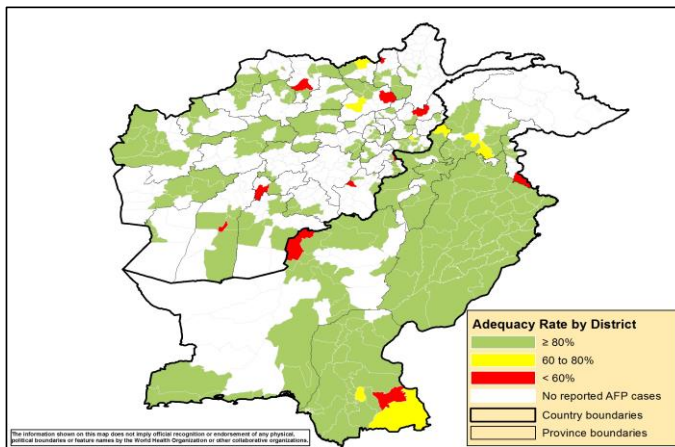 Adequacy Rate by District
≥ 80%
60 to 80%
< 60%
No reported AFP cases
Country boundaries
Province boundaries
The information shown on this map does not imply official recognition or endorsement of any physical,
political boundaries or feature names by the World Health Organization or other collaborative organizations.